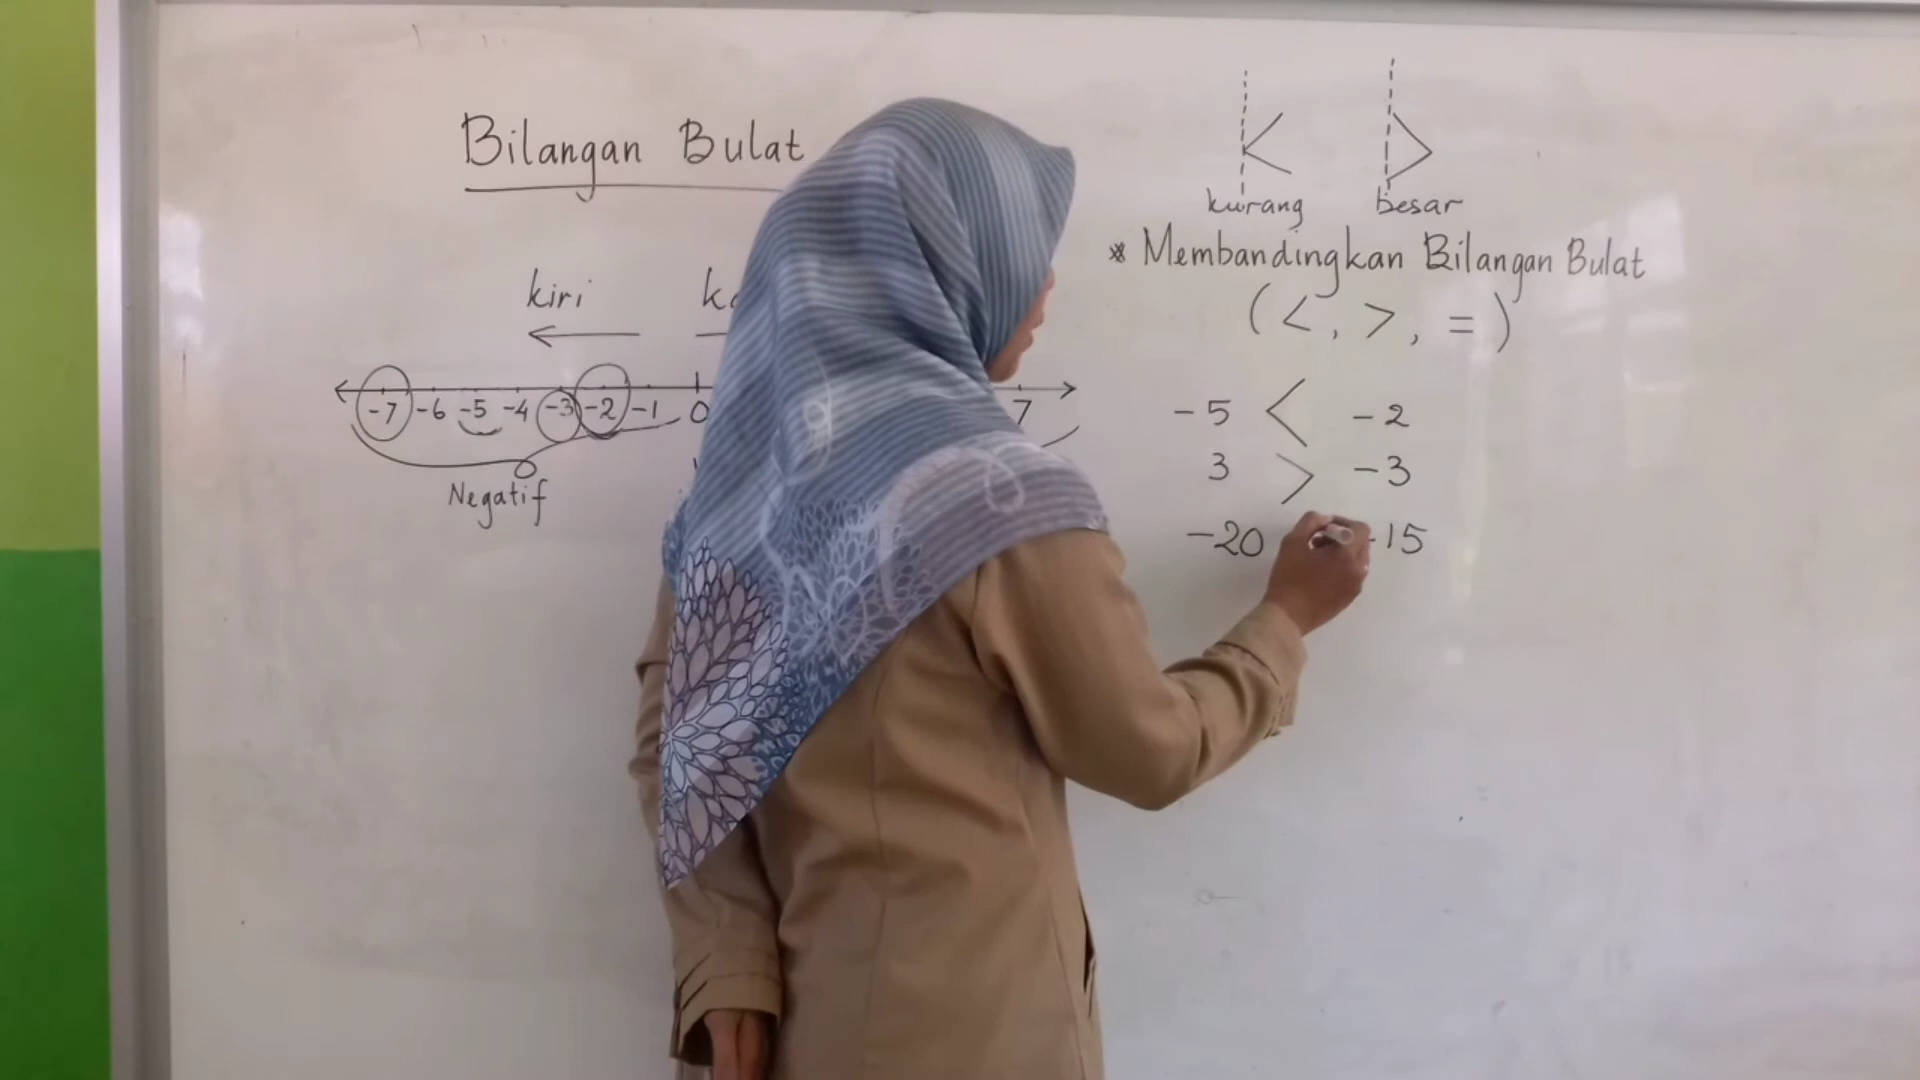 Bilangan Bulat
kiri
-7 -6 -5 -4 -3 -2 -1 0
7
Negatif
< >
kurang besar
* Membandingkan Bilangan Bulat
(<, >, =)
-5 < -2
3 > -3
-20 -15